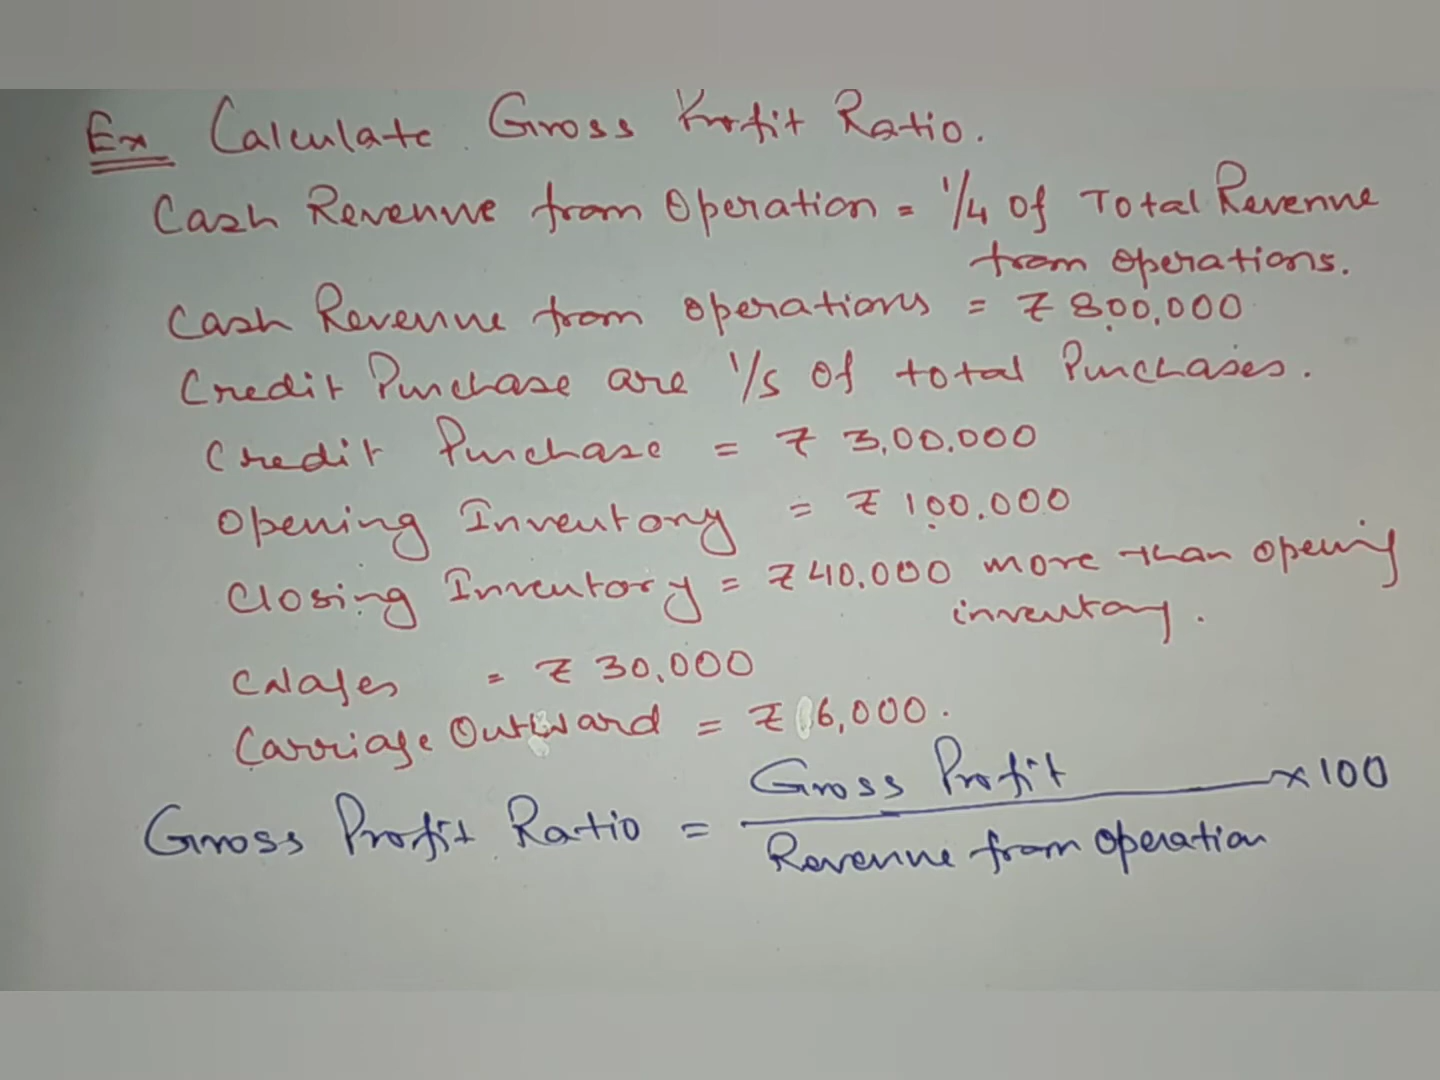 Ex Calculate Gross Profit Ratio.
Cash Revenue from Operation = 1/4 of Total Revenue
from operations.
Cash Revenue from operations = ₹ 800,000
Credit Purchase are 1/5 of total Purchases.
Credit Purchase = ₹ 3,00,000
Opening Inventory = ₹ 100,000
Closing Inventory = ₹ 40,000 more than opening
inventory.
= ₹ 30,000
Carriage Outward = ₹ 6,000.
Gross Profit × 100
Gross Profit Ratio =
Revenue from operation